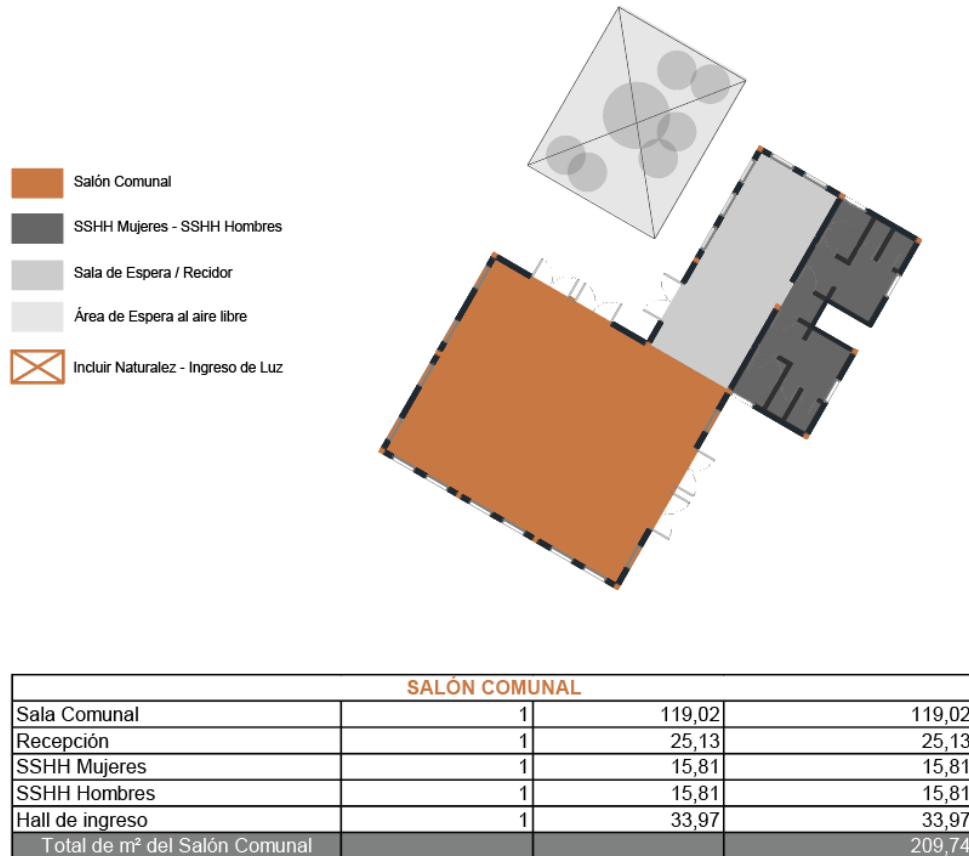 Salón Comunal
SSHH Mujeres - SSHH Hombres
Sala de Espera / Recidor
Área de Espera al aire libre
Incluir Naturalez - Ingreso de Luz
SALÓN COMUNAL
Sala Comunal 1 119,02 119,02
Recepción 1 25,13 25,13
SSHH Mujeres 1 15,81 15,81
SSHH Hombres 1 15,81 15,81
Hall de ingreso 1 33,97 33,97
Total de m² del Salón Comunal 209,74